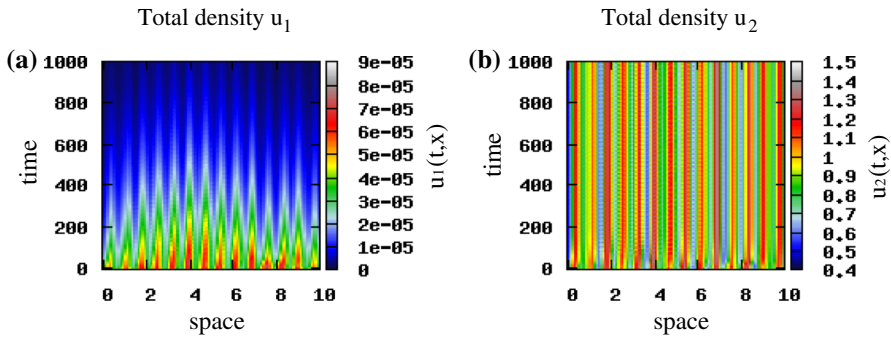 Total density u1
Total density u2
(a)
1000
800
600
400
200
0
time
0 2 4 6 8 10
space
9e-05
8e-05
7e-05
6e-05
5e-05
4e-05
3e-05
2e-05
1e-05
0
u1(t,x)
(b)
1000
800
600
400
200
0
time
0 2 4 6 8 10
space
1.5
1.4
1.3
1.2
1.1
1
0.9
0.8
0.7
0.6
0.5
0.4
u2(t,x)